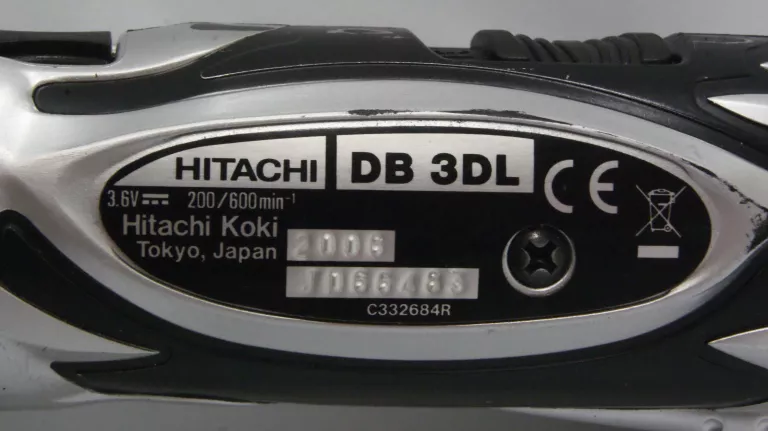 HITACHI DB 3DL CE
3.6V⎓ 200/600min⁻¹
Hitachi Koki
Tokyo, Japan 2006
C332684R